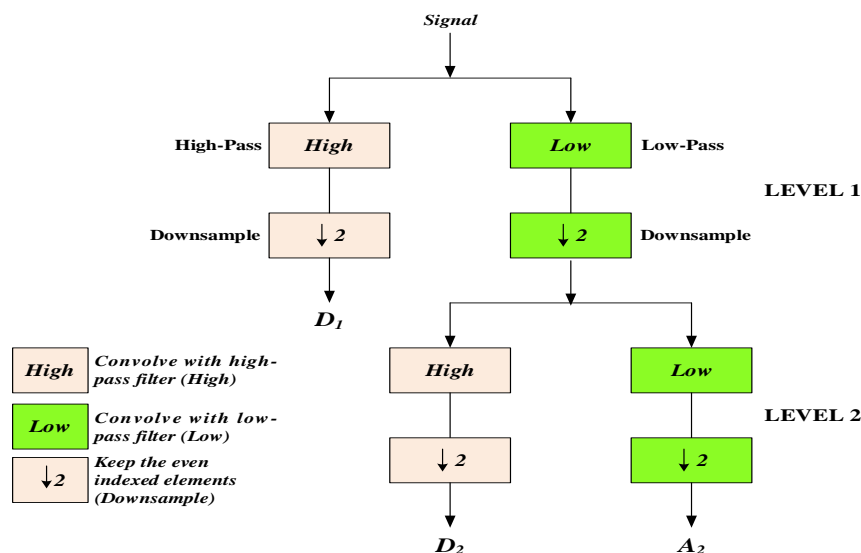 Signal
High-Pass
High
Low
Low-Pass
LEVEL 1
Downsample
↓ 2
↓ 2
Downsample
D1
High
Convolve with high-
pass filter (High)
High
Low
Low
Convolve with low-
pass filter (Low)
LEVEL 2
↓2
Keep the even
indexed elements
(Downsample)
↓ 2
↓ 2
D2
A2